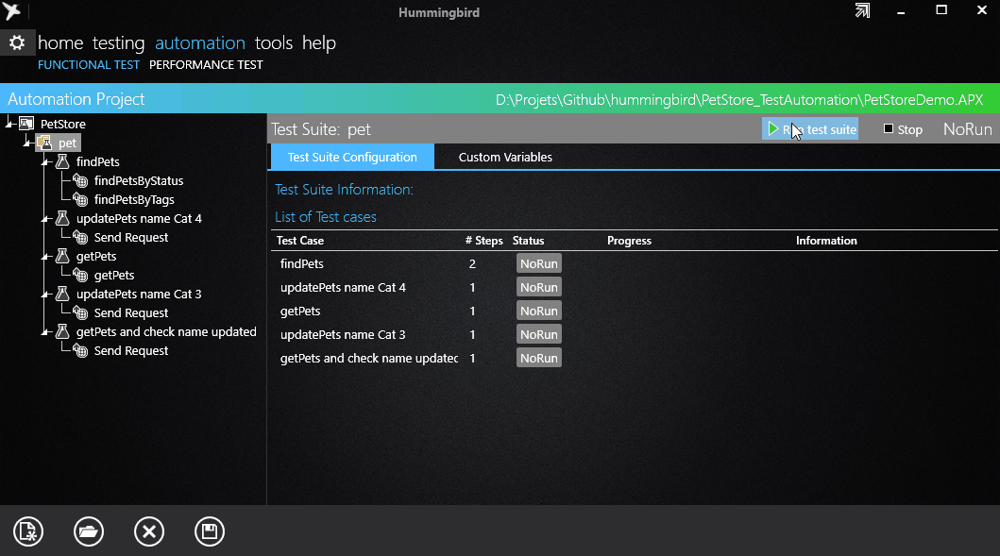 Hummingbird
home testing automation tools help
FUNCTIONAL TEST PERFORMANCE TEST
Automation Project D:\Projets\Github\hummingbird\PetStore_TestAutomation\PetStoreDemo.APX
PetStore
pet
findPets
findPetsByStatus
findPetsByTags
updatePets name Cat 4
Send Request
getPets
getPets
updatePets name Cat 3
Send Request
getPets and check name updated
Send Request
Test Suite: pet
Run test suite Stop NoRun
Test Suite Configuration Custom Variables
Test Suite Information:
List of Test cases
Test Case # Steps Status Progress Information
findPets 2 NoRun
updatePets name Cat 4 1 NoRun
getPets 1 NoRun
updatePets name Cat 3 1 NoRun
getPets and check name updated 1 NoRun